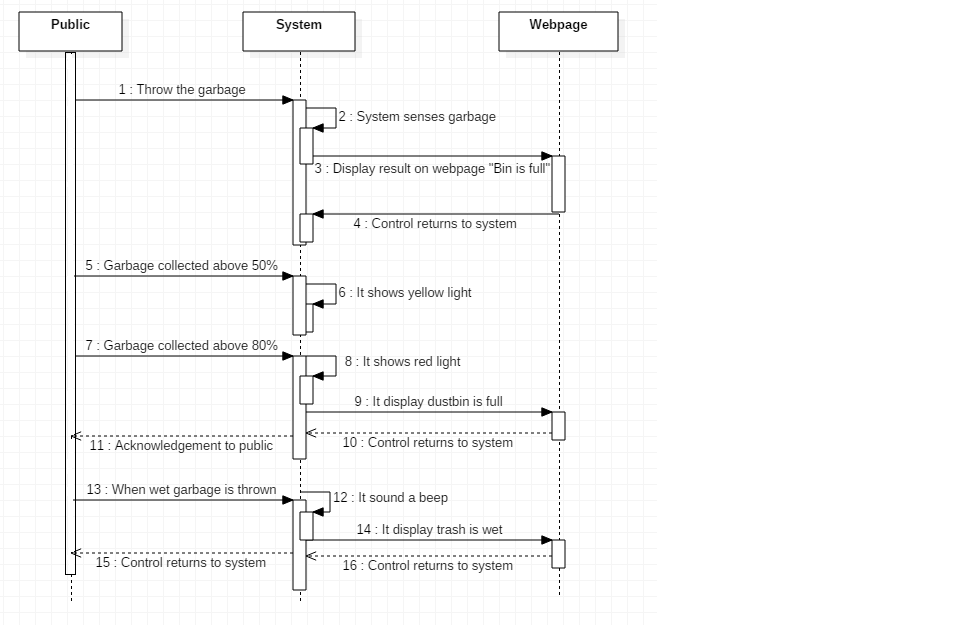 Public
System
Webpage
1 : Throw the garbage
2 : System senses garbage
3 : Display result on webpage "Bin is full"
4 : Control returns to system
5 : Garbage collected above 50%
6 : It shows yellow light
7 : Garbage collected above 80%
8 : It shows red light
9 : It display dustbin is full
10 : Control returns to system
11 : Acknowledgement to public
13 : When wet garbage is thrown
12 : It sound a beep
14 : It display trash is wet
15 : Control returns to system
16 : Control returns to system